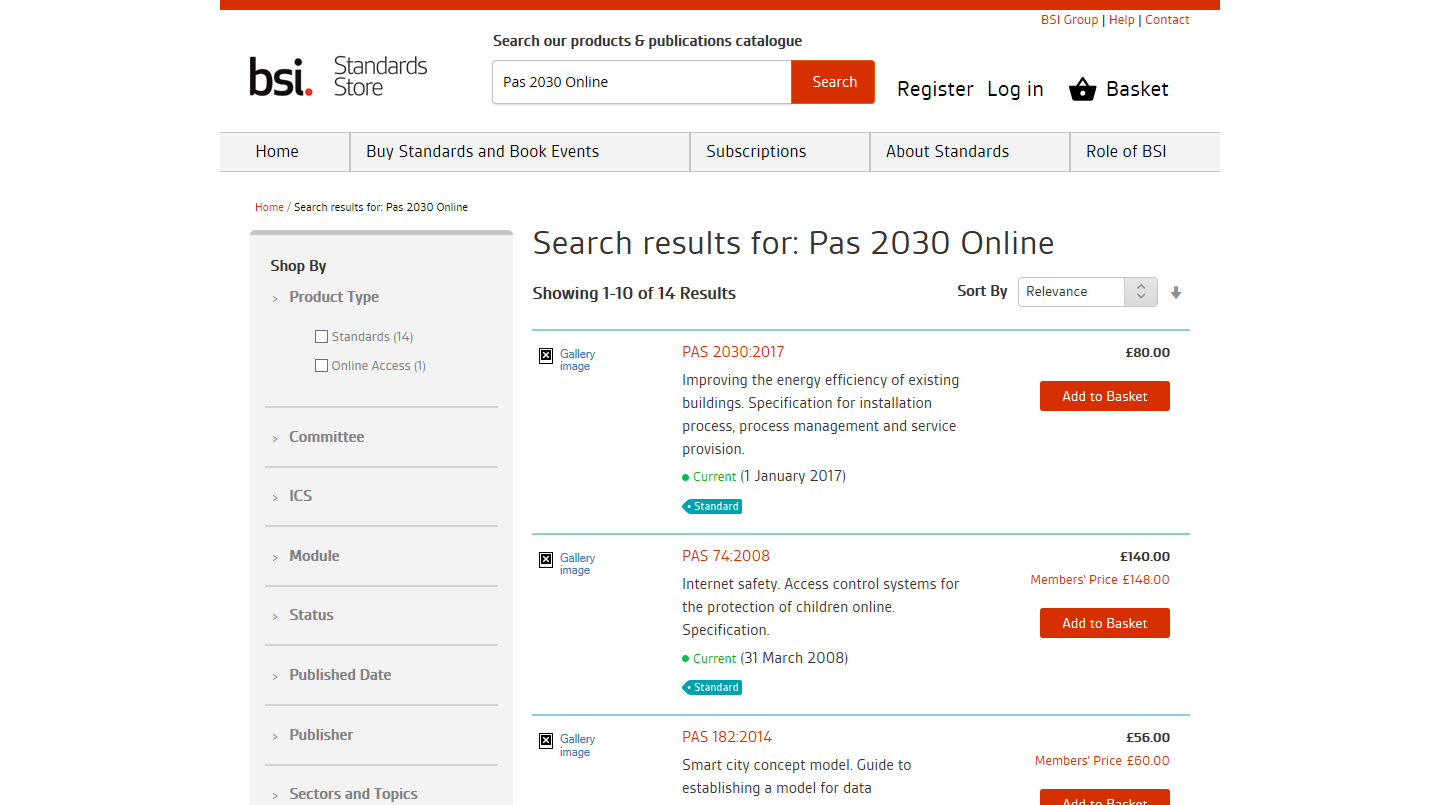 BSI Group | Help | Contact
Search our products & publications catalogue
bsi. Standards Store
Pas 2030 Online
Search
Register
Log in
Basket
Home
Buy Standards and Book Events
Subscriptions
About Standards
Role of BSI
Home / Search results for: Pas 2030 Online
Shop By
> Product Type
Standards (14)
Online Access (1)
> Committee
> ICS
> Module
> Status
> Published Date
> Publisher
> Sectors and Topics
Search results for: Pas 2030 Online
Showing 1-10 of 14 Results
Sort By
Relevance
Gallery
image
PAS 2030:2017
£80.00
Improving the energy efficiency of existing
buildings. Specification for installation
process, process management and service
provision.
Add to Basket
Current (1 January 2017)
Standard
Gallery
image
PAS 74:2008
£140.00
Members' Price £148.00
Internet safety. Access control systems for
the protection of children online.
Specification.
Add to Basket
Current (31 March 2008)
Standard
Gallery
image
PAS 182:2014
£56.00
Members' Price £60.00
Smart city concept model. Guide to
establishing a model for data
Add to Basket